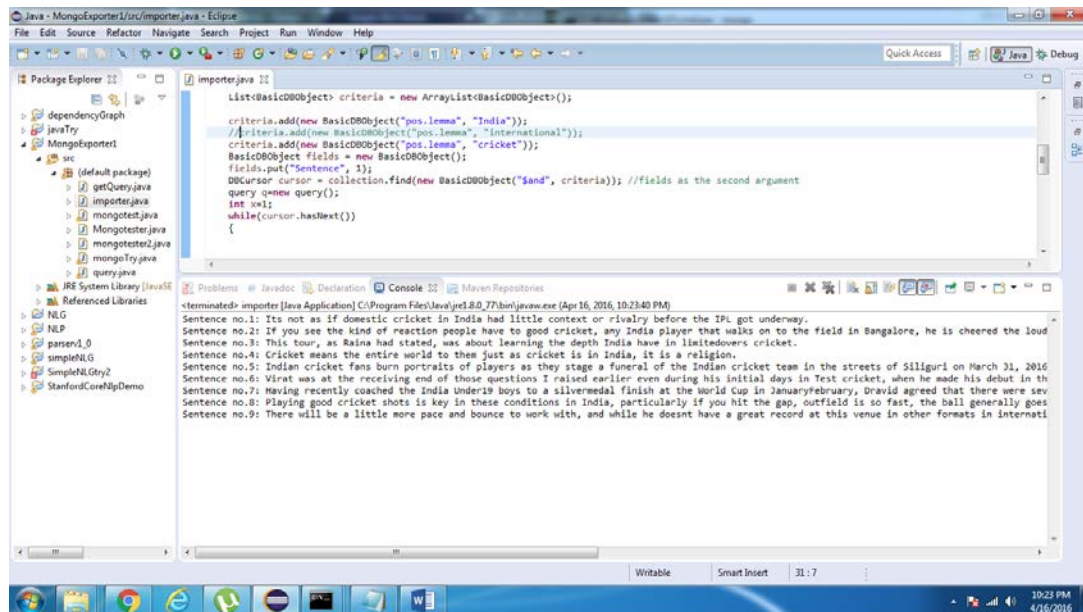 Java - MongoExporter1/src/importer.java - Eclipse
File Edit Source Refactor Navigate Search Project Run Window Help
Quick Access
Java
Debug
Package Explorer
importer.java
dependencyGraph
javaTry
MongoExporter1
src
(default package)
getQuery.java
importer.java
mongotest.java
Mongotester.java
mongotester2.java
mongoTry.java
query.java
JRE System Library [JavaSE
Referenced Libraries
NLG
NLP
parserv1_0
simpleNLG
SimpleNLGtry2
StanfordCoreNlpDemo
List<BasicDBObject> criteria = new ArrayList<BasicDBObject>();
criteria.add(new BasicDBObject("pos.lemma", "India"));
//criteria.add(new BasicDBObject("pos.lemma", "international"));
criteria.add(new BasicDBObject("pos.lemma", "cricket"));
BasicDBObject fields = new BasicDBObject();
fields.put("Sentence", 1);
DBCursor cursor = collection.find(new BasicDBObject("$and", criteria)); //fields as the second argument
query q=new query();
int x=1;
while(cursor.hasNext())
{
Problems Javadoc Declaration Console Maven Repositories
<terminated> importer [Java Application] C:\Program Files\Java\jre1.8.0_77\bin\javaw.exe (Apr 16, 2016, 10:23:40 PM)
Sentence no.1: Its not as if domestic cricket in India had little context or rivalry before the IPL got underway.
Sentence no.2: If you see the kind of reaction people have to good cricket, any India player that walks on to the field in Bangalore, he is cheered the loud
Sentence no.3: This tour, as Raina had stated, was about learning the depth India have in limitedovers cricket.
Sentence no.4: Cricket means the entire world to them just as cricket is in India, it is a religion.
Sentence no.5: Indian cricket fans burn portraits of players as they stage a funeral of the Indian cricket team in the streets of Siliguri on March 31, 2016
Sentence no.6: Virat was at the receiving end of those questions I raised earlier even during his initial days in Test cricket, when he made his debut in th
Sentence no.7: Having recently coached the India Under19 boys to a silvermedal finish at the World Cup in JanuaryFebruary, Dravid agreed that there were sev
Sentence no.8: Playing good cricket shots is key in these conditions in India, particularly if you hit the gap, outfield is so fast, the ball generally goes
Sentence no.9: There will be a little more pace and bounce to work with, and while he doesnt have a great record at this venue in other formats in internati
Writable Smart Insert 31 : 7
10:23 PM
4/16/2016